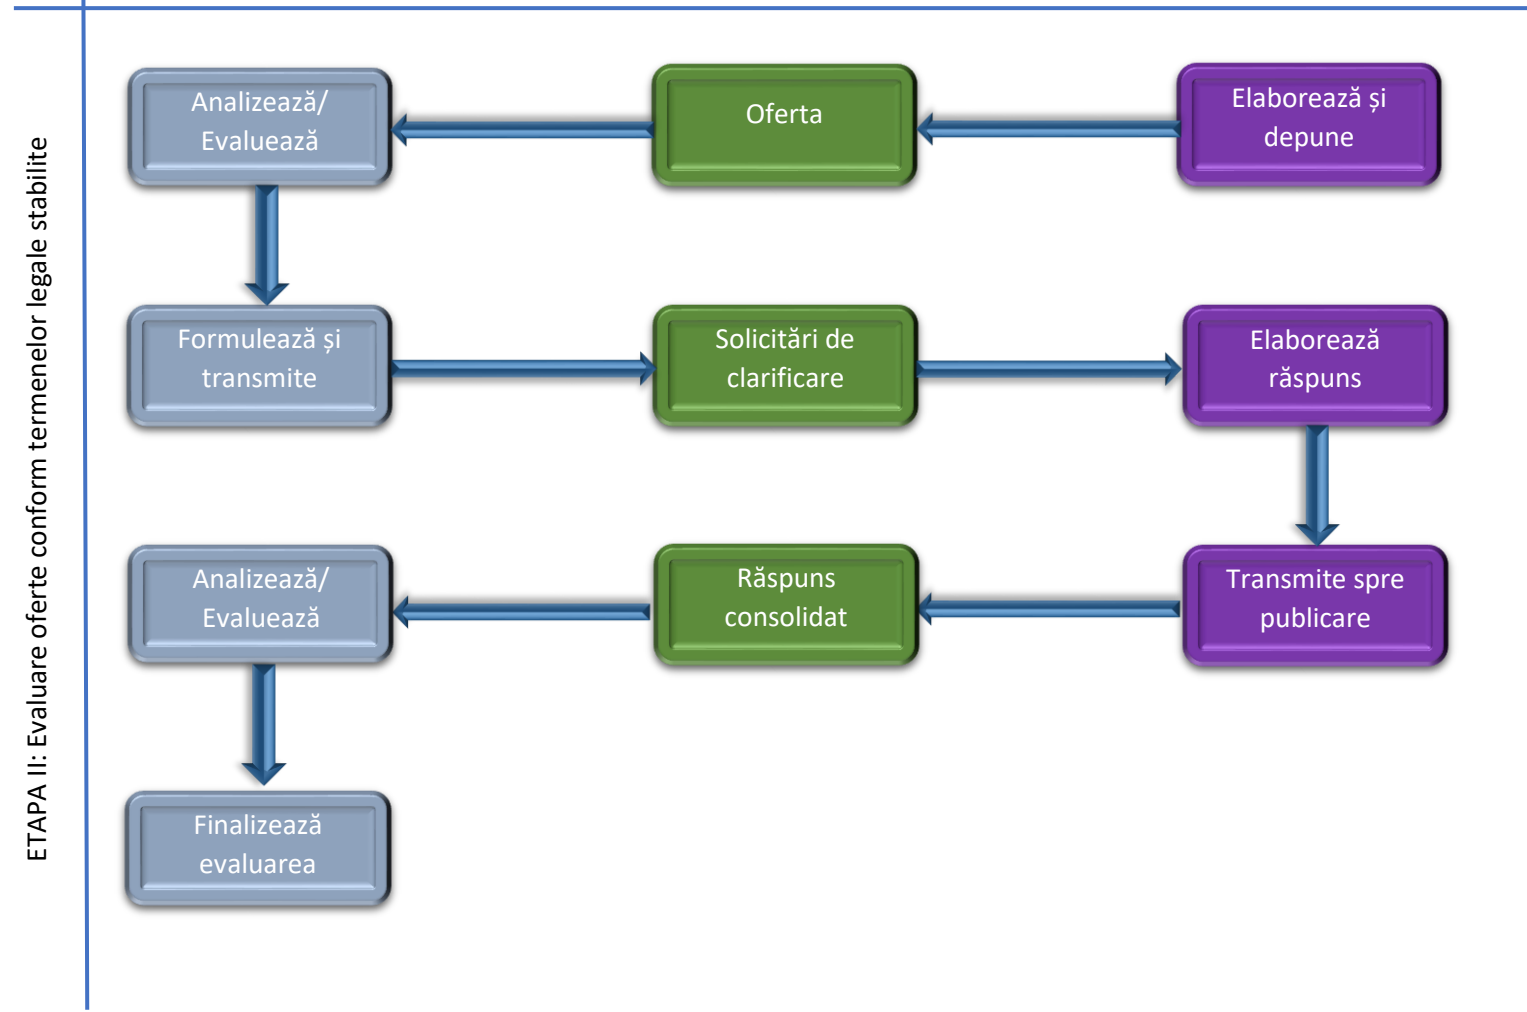 ETAPA II: Evaluare oferte conform termenelor legale stabilite
Analizează/
Evaluează
Oferta
Elaborează și
depune
Formulează și
transmite
Solicitări de
clarificare
Elaborează
răspuns
Analizează/
Evaluează
Răspuns
consolidat
Transmite spre
publicare
Finalizează
evaluarea